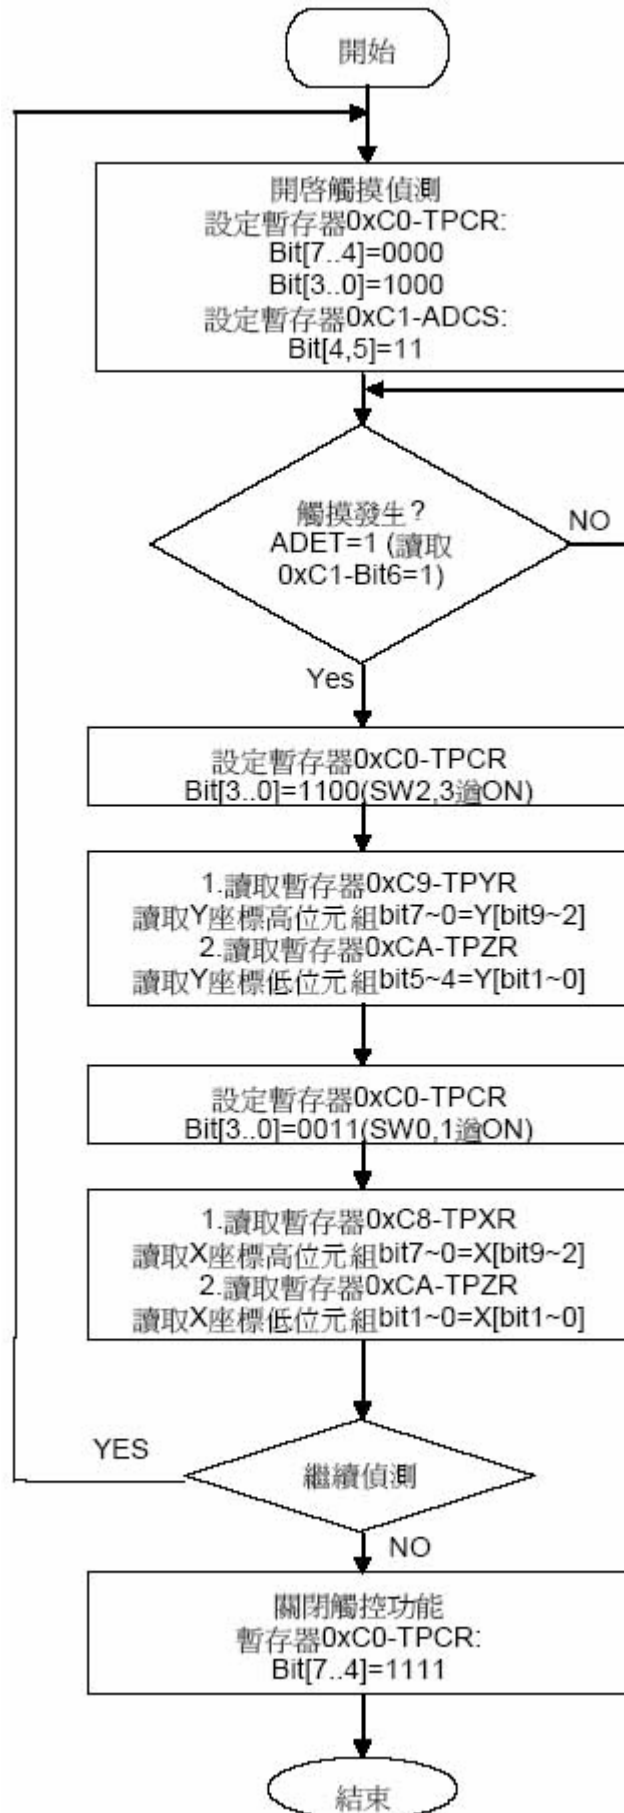 開始
開啓觸摸偵測
設定暫存器0xC0-TPCR:
Bit[7..4]=0000
Bit[3..0]=1000
設定暫存器0xC1-ADCS:
Bit[4,5]=11
觸摸發生?
ADET=1 (讀取
0xC1-Bit6=1)
NO
Yes
設定暫存器0xC0-TPCR
Bit[3..0]=1100(SW2,3 ON)
1.讀取暫存器0xC9-TPYR
讀取Y座標高位元組bit7~0=Y[bit9~2]
2.讀取暫存器0xCA-TPZR
讀取Y座標低位元組bit5~4=Y[bit1~0]
設定暫存器0xC0-TPCR
Bit[3..0]=0011(SW0,1 ON)
1.讀取暫存器0xC8-TPXR
讀取X座標高位元組bit7~0=X[bit9~2]
2.讀取暫存器0xCA-TPZR
讀取X座標低位元組bit1~0=X[bit1~0]
YES
繼續偵測
NO
關閉觸控功能
暫存器0xC0-TPCR:
Bit[7..4]=1111
結束